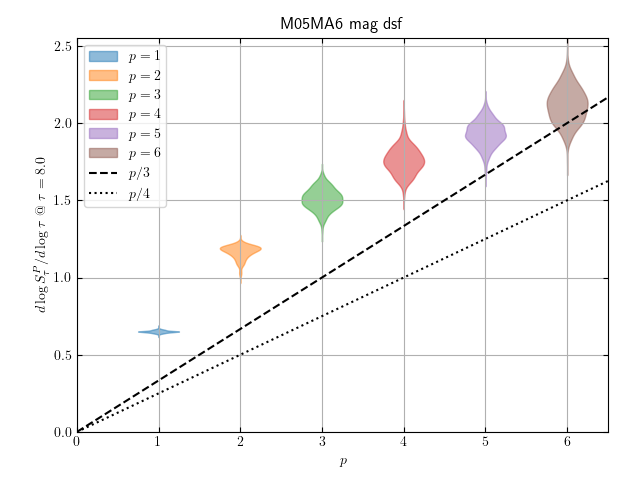 M05MA6 mag dsf
2.5
2.0
1.5
1.0
0.5
0.0
d log S_τ^P / d log τ @ τ = 8.0
p = 1
p = 2
p = 3
p = 4
p = 5
p = 6
p/3
p/4
0 1 2 3 4 5 6
p